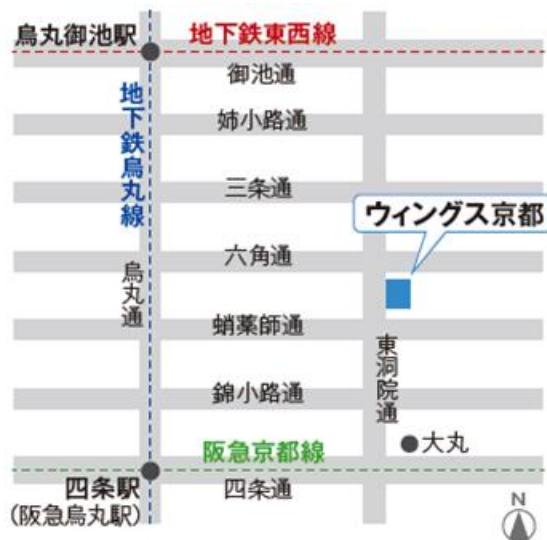 烏丸御池駅
地下鉄東西線
御池通
地下鉄烏丸線
姉小路通
三条通
ウィングス京都
六角通
烏丸通
蛸薬師通
東洞院通
錦小路通
大丸
阪急京都線
四条駅
(阪急烏丸駅)
四条通
N